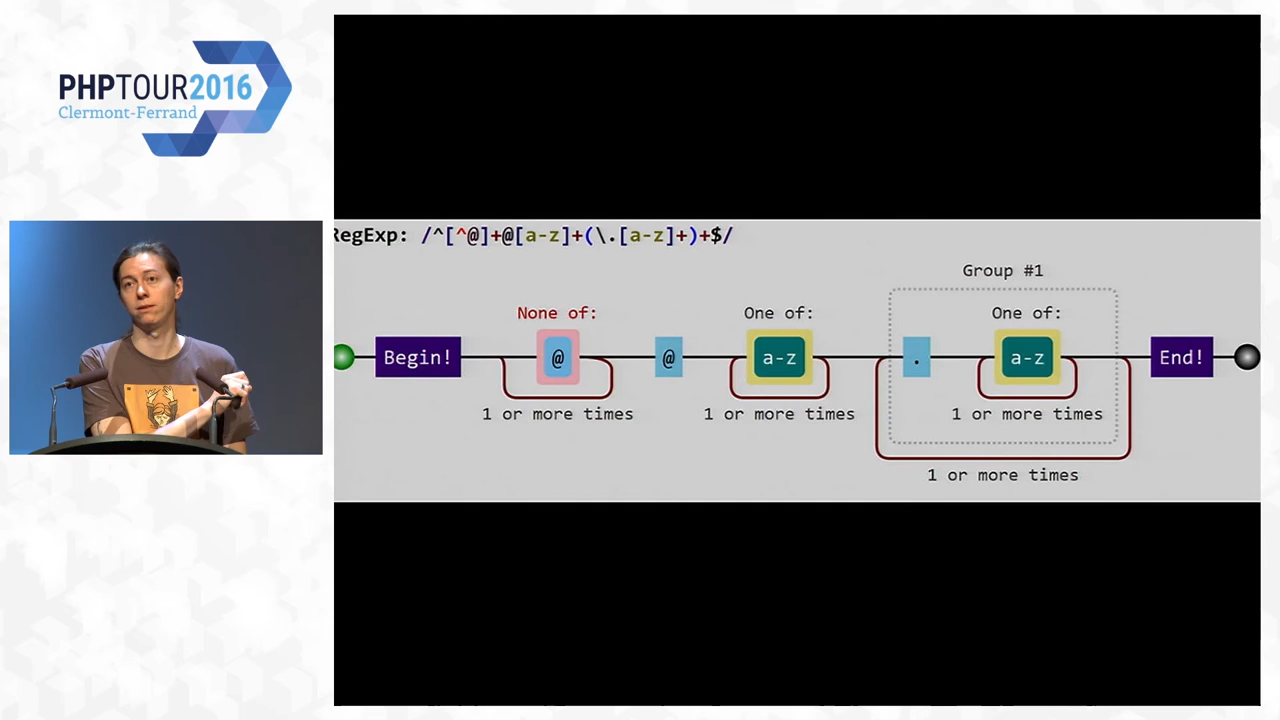 PHPTOUR2016
Clermont-Ferrand
RegExp: /^[^@]+@[a-z]+(\.[a-z]+)+$/
Group #1
None of:
One of:
One of:
Begin!
@
@
a-z
.
a-z
End!
1 or more times
1 or more times
1 or more times
1 or more times